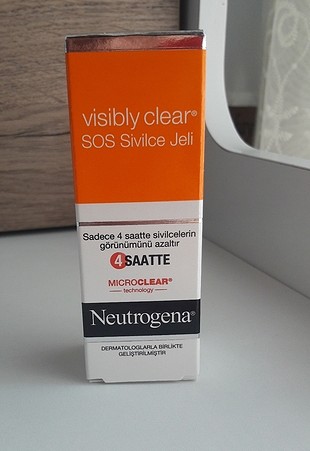 visibly clear®
SOS Sivilce Jeli
Sadece 4 saatte sivilcelerin
görünümünü azaltır
4SAATTE
MICROCLEAR®
technology
Neutrogena®
DERMATOLOGLARLA BİRLİKTE
GELİŞTİRİLMİŞTİR